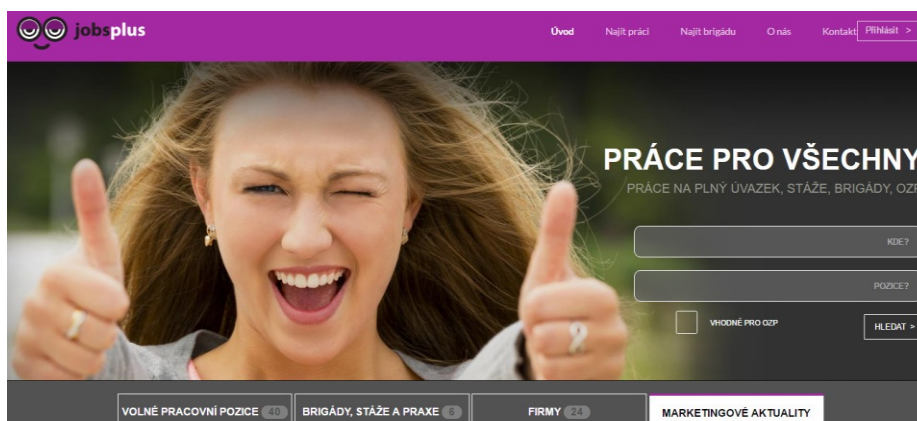 jobsplus
Úvod Najít práci Najít brigádu O nás Kontakt Přihlásit >
PRÁCE PRO VŠECHNY
PRÁCE NA PLNÝ ÚVAZEK, STÁŽE, BRIGÁDY, OZP
KDE?
POZICE?
VHODNÉ PRO OZP
HLEDAT >
VOLNÉ PRACOVNÍ POZICE 40 BRIGÁDY, STÁŽE A PRAXE 6 FIRMY 24 MARKETINGOVÉ AKTUALITY